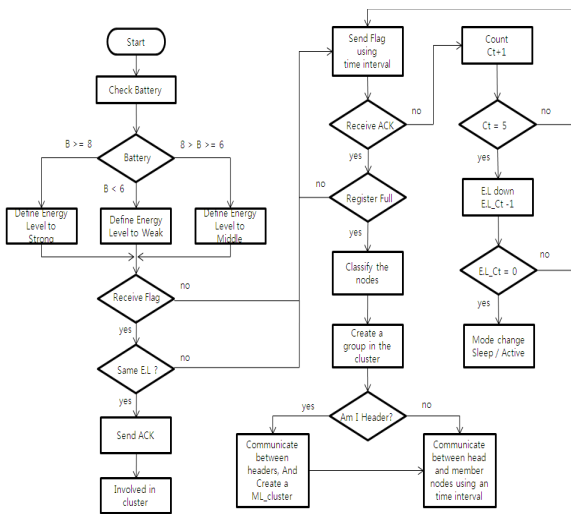 Start
Check Battery
Battery
B >= 8
8 > B >= 6
B < 6
Define Energy
Level to
Strong
Define Energy
Level to Weak
Define Energy
Level to
Middle
Receive Flag
no
yes
Same E.L ?
no
yes
Send ACK
Involved in
cluster
Send Flag
using
time interval
Receive ACK
no
yes
Register Full
no
yes
Classify the
nodes
Create a
group in the
cluster
Am I Header?
yes
no
Communicate
between
headers, And
Create a
ML_cluster
Communicate
between head
and member
nodes using an
time interval
Count
Ct+1
Ct = 5
no
yes
E.L down
E.L_Ct -1
E.L_Ct = 0
no
yes
Mode change
Sleep / Active